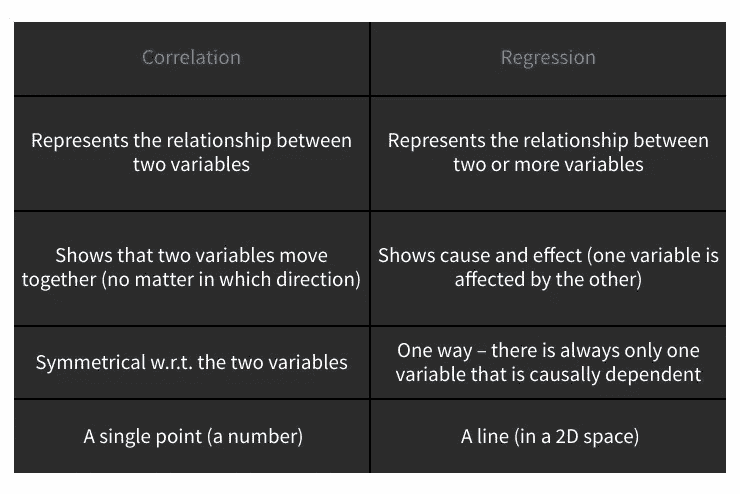 Correlation
Regression
Represents the relationship between
two variables
Represents the relationship between
two or more variables
Shows that two variables move
together (no matter in which direction)
Shows cause and effect (one variable is
affected by the other)
Symmetrical w.r.t. the two variables
One way – there is always only one
variable that is causally dependent
A single point (a number)
A line (in a 2D space)